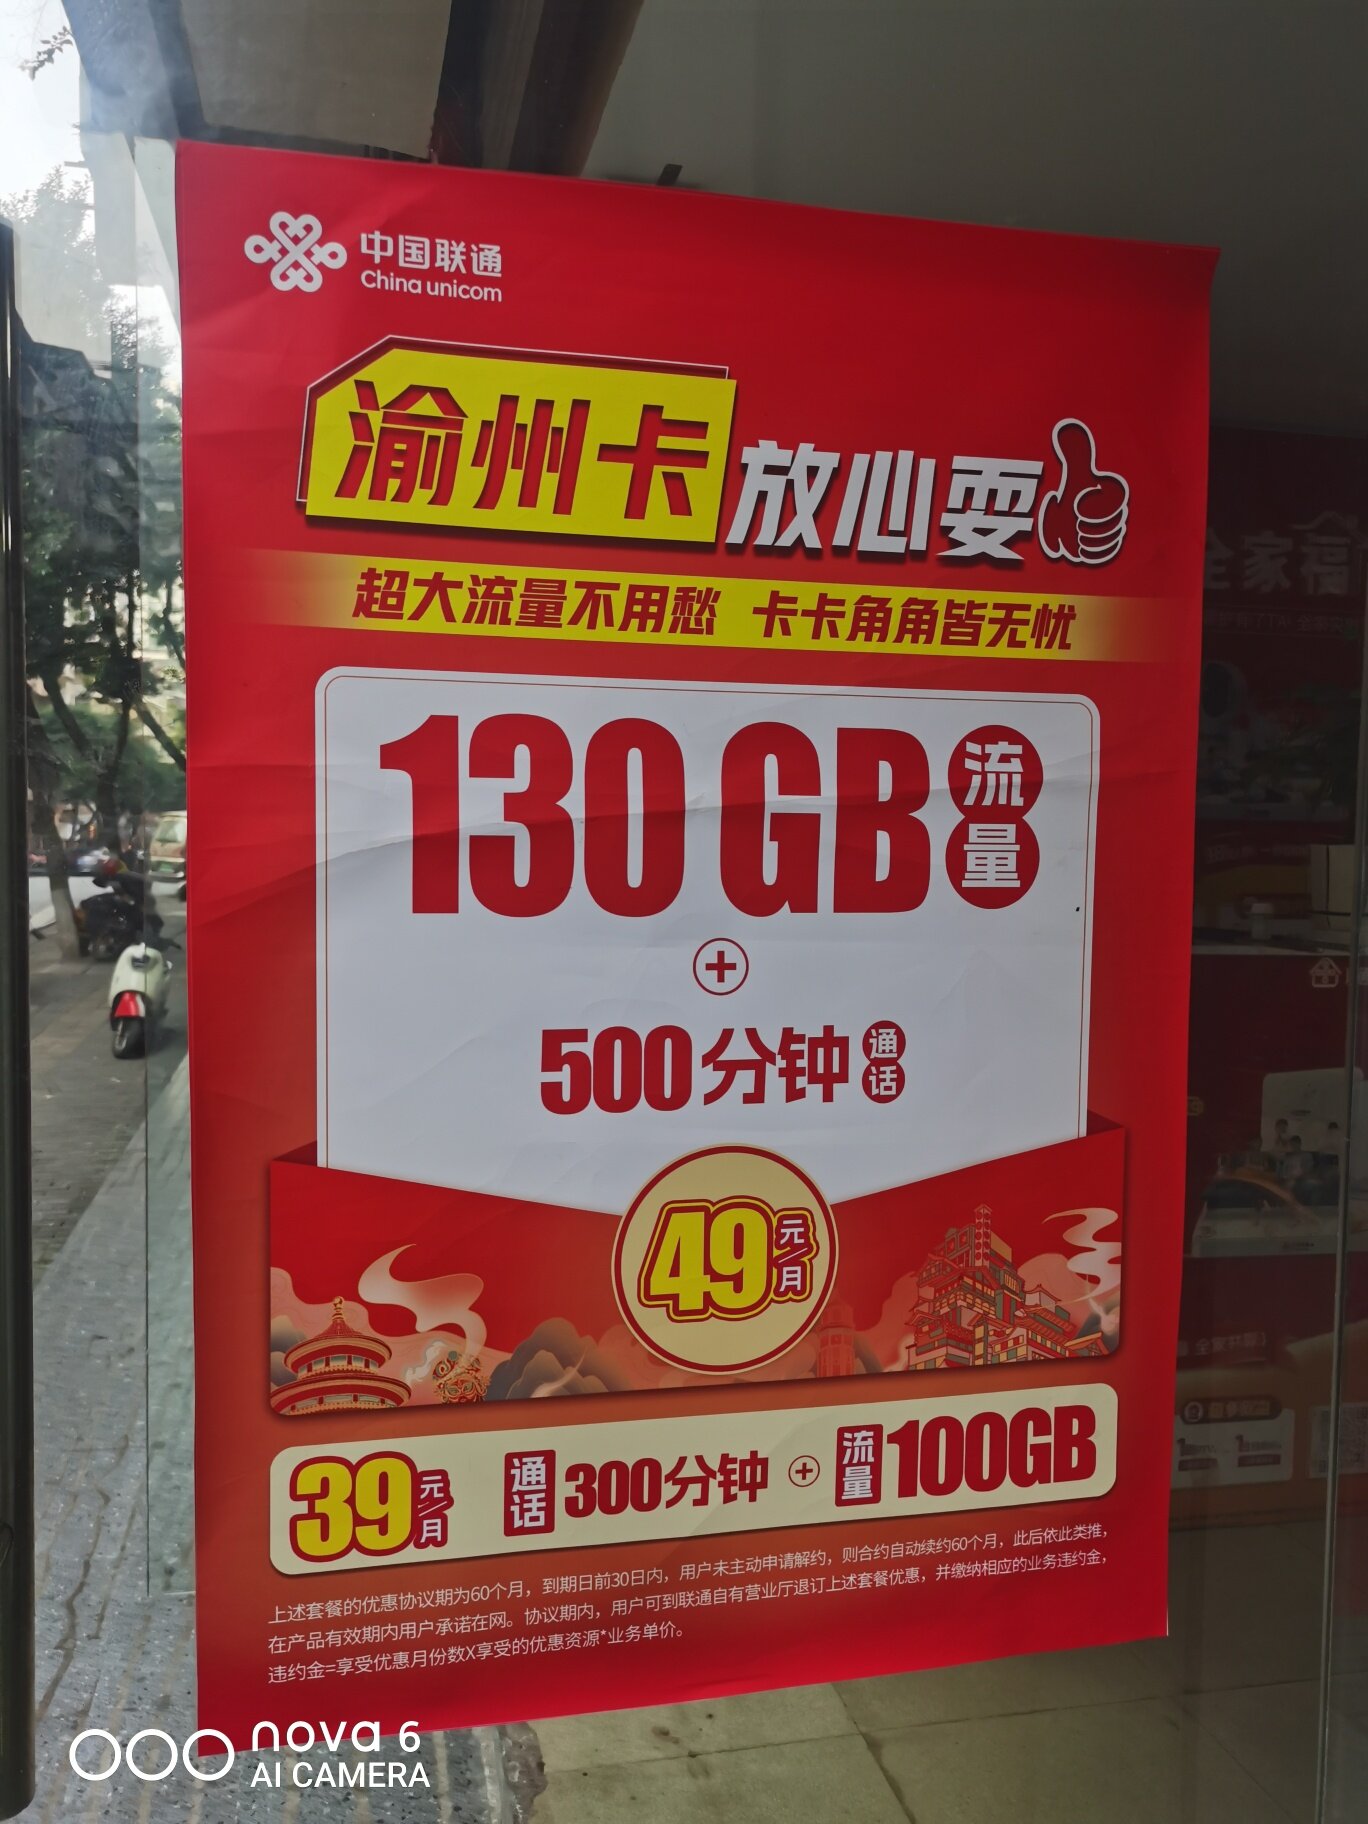 中国联通
China unicom
渝州卡 放心耍
超大流量不用愁 卡卡角角皆无忧
130GB 流量
+
500分钟 通话
49元/月
39元/月 通话 300分钟 + 流量 100GB
上述套餐的优惠协议期为60个月，到期日前30日内，用户未主动申请解约，则合约自动续约60个月，此后依此类推，
在产品有效期内用户承诺在网。协议期内，用户可到联通自有营业厅退订上述套餐优惠，并缴纳相应的业务违约金，
违约金=享受优惠月份数X享受的优惠资源*业务单价。
全家福
nova 6
AI CAMERA